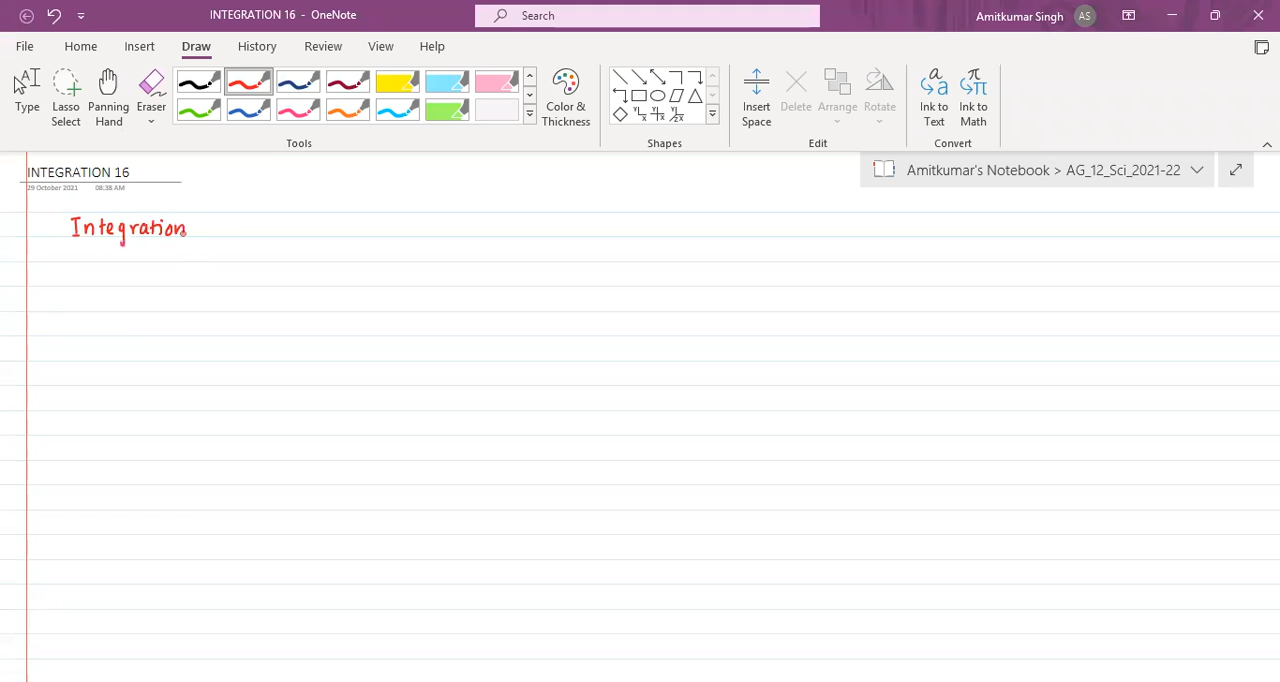 INTEGRATION 16 - OneNote
Search
Amitkumar Singh AS
File Home Insert Draw History Review View Help
Type Lasso Select Panning Hand Eraser Color & Thickness Insert Space Delete Arrange Rotate Ink to Text Ink to Math
Tools Shapes Edit Convert
INTEGRATION 16
29 October 2021 08:38 AM
Amitkumar's Notebook > AG_12_Sci_2021-22
Integration